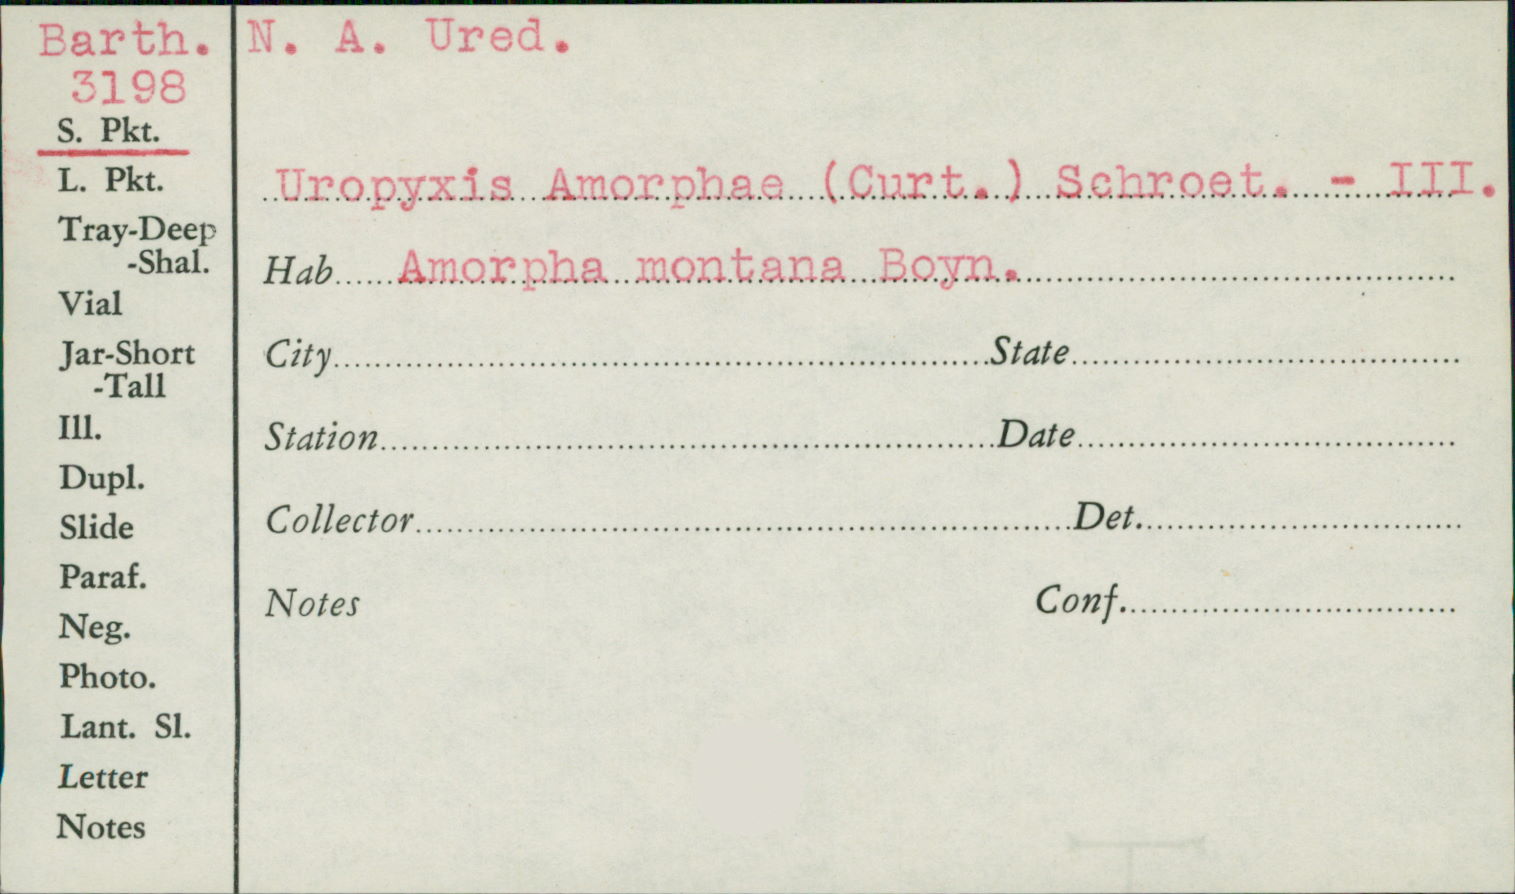 Barth. N. A. Ured.
3198
S. Pkt.
L. Pkt.
Uropyxis Amorphae (Curt.) Schroet. - III.
Tray-Deep
-Shal.
Hab Amorpha montana Boyn.
Vial
Jar-Short
-Tall
City State
Ill.
Station Date
Dupl.
Slide
Collector Det.
Paraf.
Notes Conf.
Neg.
Photo.
Lant. Sl.
Letter
Notes